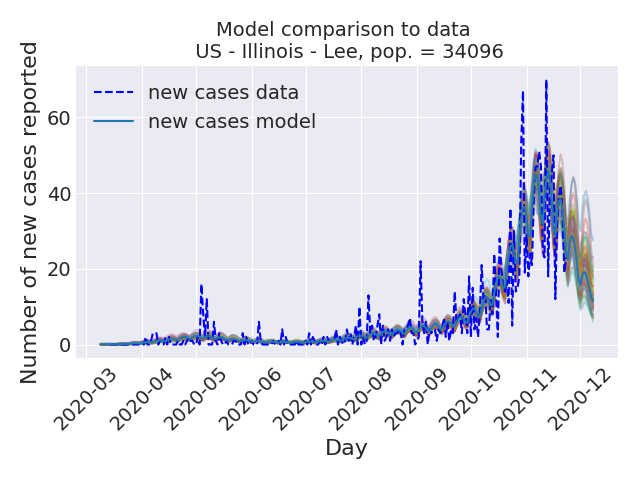 Model comparison to data
US - Illinois - Lee, pop. = 34096
Number of new cases reported
new cases data
new cases model
60
40
20
0
2020-03
2020-04
2020-05
2020-06
2020-07
2020-08
2020-09
2020-10
2020-11
2020-12
Day